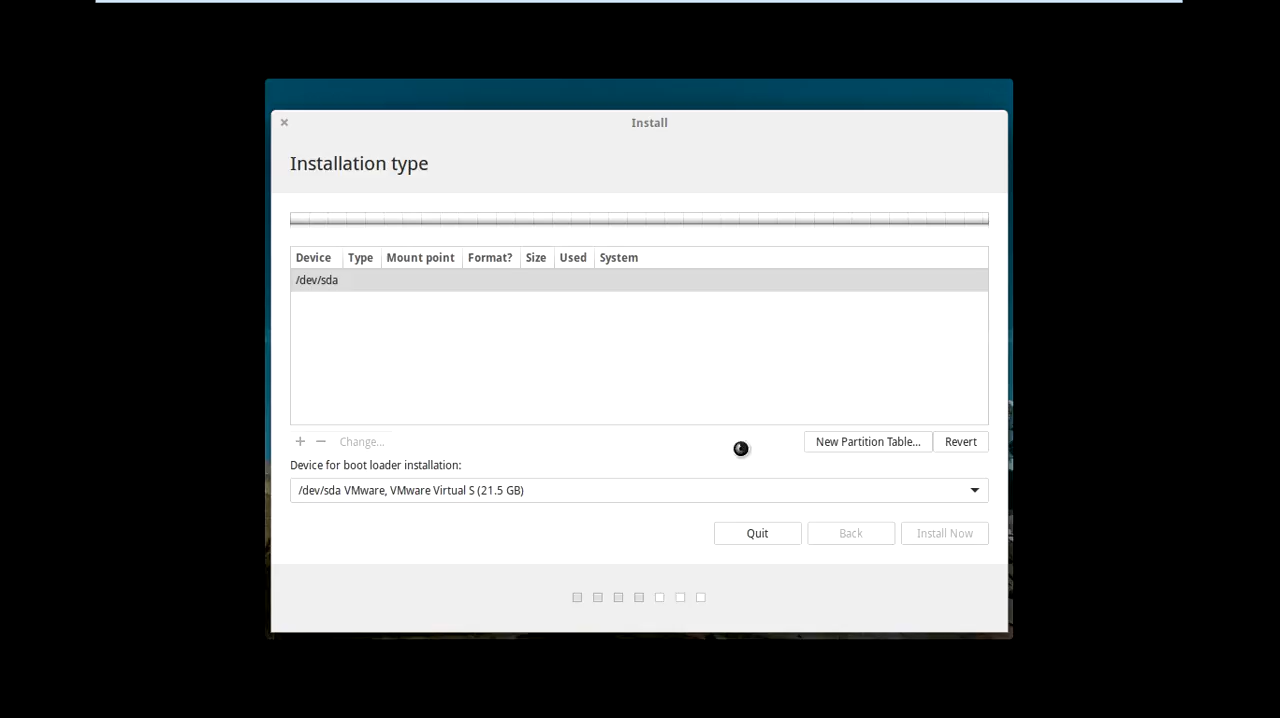 Install
Installation type
Device Type Mount point Format? Size Used System
/dev/sda
+ − Change... New Partition Table... Revert
Device for boot loader installation:
/dev/sda VMware, VMware Virtual S (21.5 GB)
Quit Back Install Now